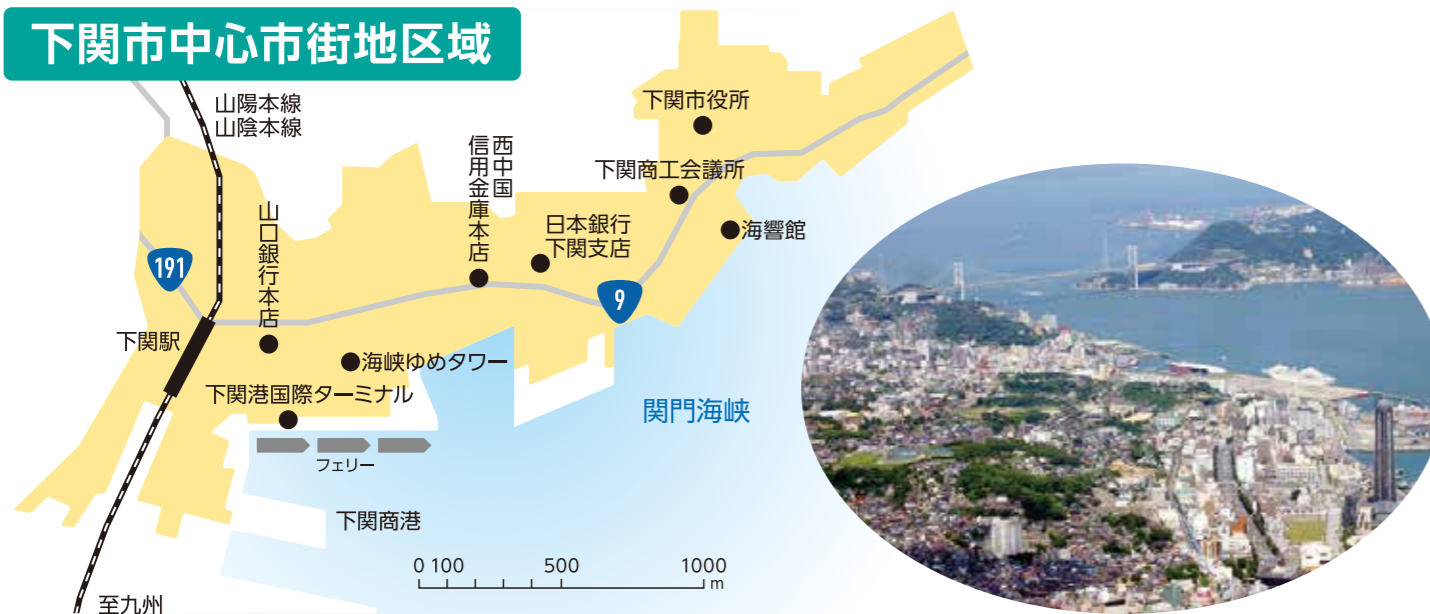 下関市中心市街地区域
山陽本線
山陰本線
下関市役所
西中国
信用金庫本店
下関商工会議所
山口銀行本店
日本銀行
下関支店
海響館
191
9
下関駅
海峡ゆめタワー
下関港国際ターミナル
関門海峡
フェリー
下関商港
0 100 500 1000
m
至九州